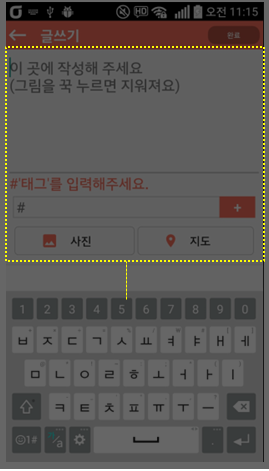 HD 오전 11:15
글쓰기 완료
이 곳에 작성해 주세요
(그림을 꾹 누르면 지워져요)
#'태그'를 입력해주세요.
# +
사진 지도
1 2 3 4 5 6 7 8 9 0
ㅂ ㅈ ㄷ ㄱ ㅅ ㅛ ㅕ ㅑ ㅐ ㅔ
ㅁ ㄴ ㅇ ㄹ ㅎ ㅗ ㅓ ㅏ ㅣ
ㅋ ㅌ ㅊ ㅍ ㅠ ㅜ ㅡ
1# .